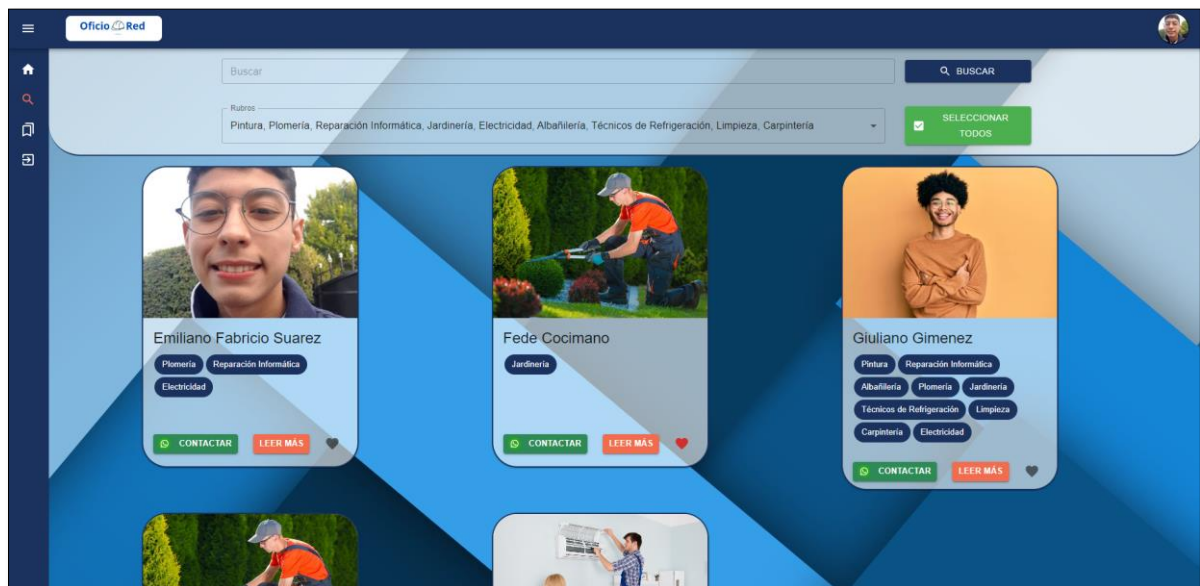 Oficio Red
Buscar
BUSCAR
Rubros
Pintura, Plomería, Reparación Informática, Jardinería, Electricidad, Albañilería, Técnicos de Refrigeración, Limpieza, Carpintería
SELECCIONAR
TODOS
Emiliano Fabricio Suarez
Plomería Reparación Informática
Electricidad
CONTACTAR LEER MÁS
Fede Cocimano
Jardinería
CONTACTAR LEER MÁS
Giuliano Gimenez
Pintura Reparación Informática
Albañilería Plomería Jardinería
Técnicos de Refrigeración Limpieza
Carpintería Electricidad
CONTACTAR LEER MÁS